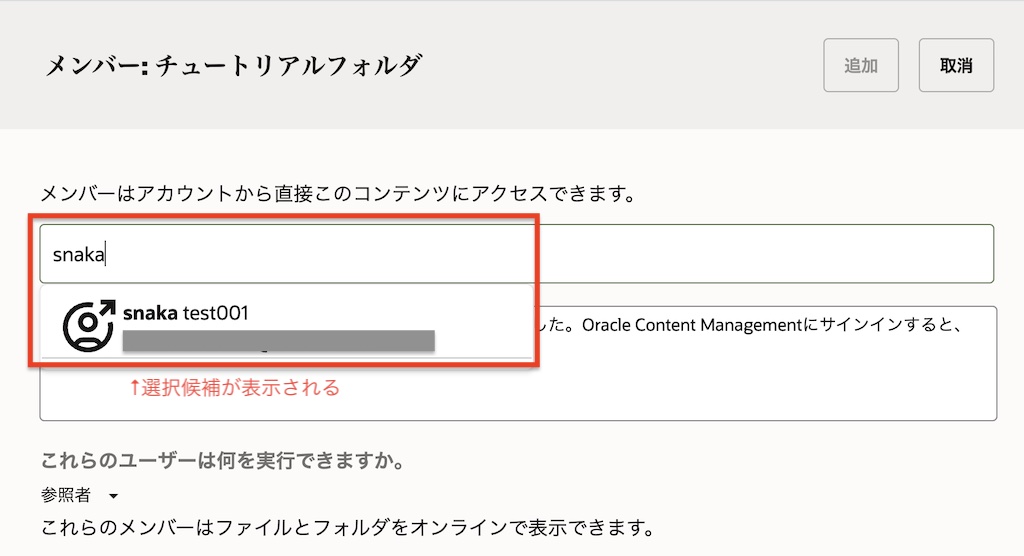 メンバー: チュートリアルフォルダ
追加
取消
メンバーはアカウントから直接このコンテンツにアクセスできます。
snaka
snaka test001
した。Oracle Content Managementにサインインすると、
↑選択候補が表示される
これらのユーザーは何を実行できますか。
参照者
これらのメンバーはファイルとフォルダをオンラインで表示できます。